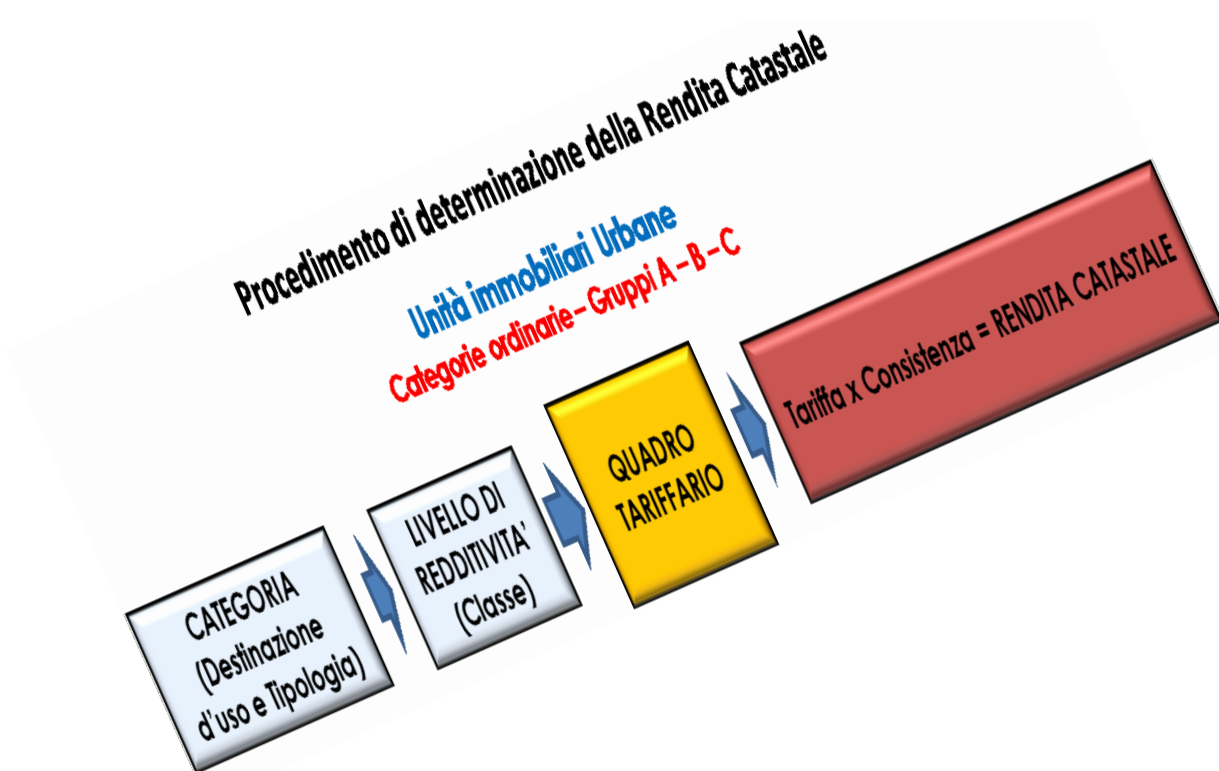 Procedimento di determinazione della Rendita Catastale
Unità immobiliari Urbane
Categorie ordinarie – Gruppi A – B – C
CATEGORIA
(Destinazione
d'uso e Tipologia)
LIVELLO DI
REDDITIVITA'
(Classe)
QUADRO
TARIFFARIO
Tariffa x Consistenza = RENDITA CATASTALE